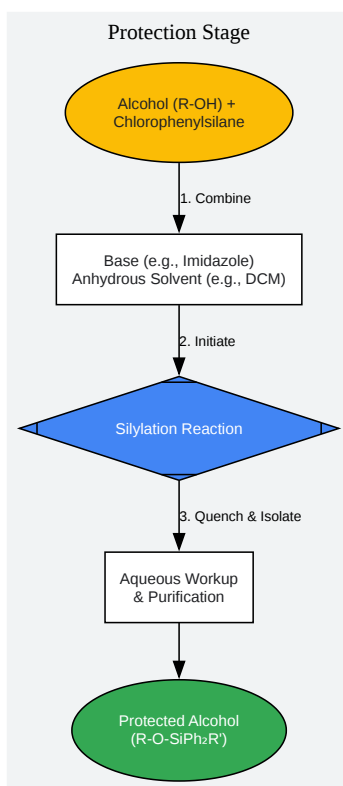 Protection Stage
Alcohol (R-OH) +
Chlorophenylsilane
1. Combine
Base (e.g., Imidazole)
Anhydrous Solvent (e.g., DCM)
2. Initiate
Silylation Reaction
3. Quench & Isolate
Aqueous Workup
& Purification
Protected Alcohol
(R-O-SiPh₂R')